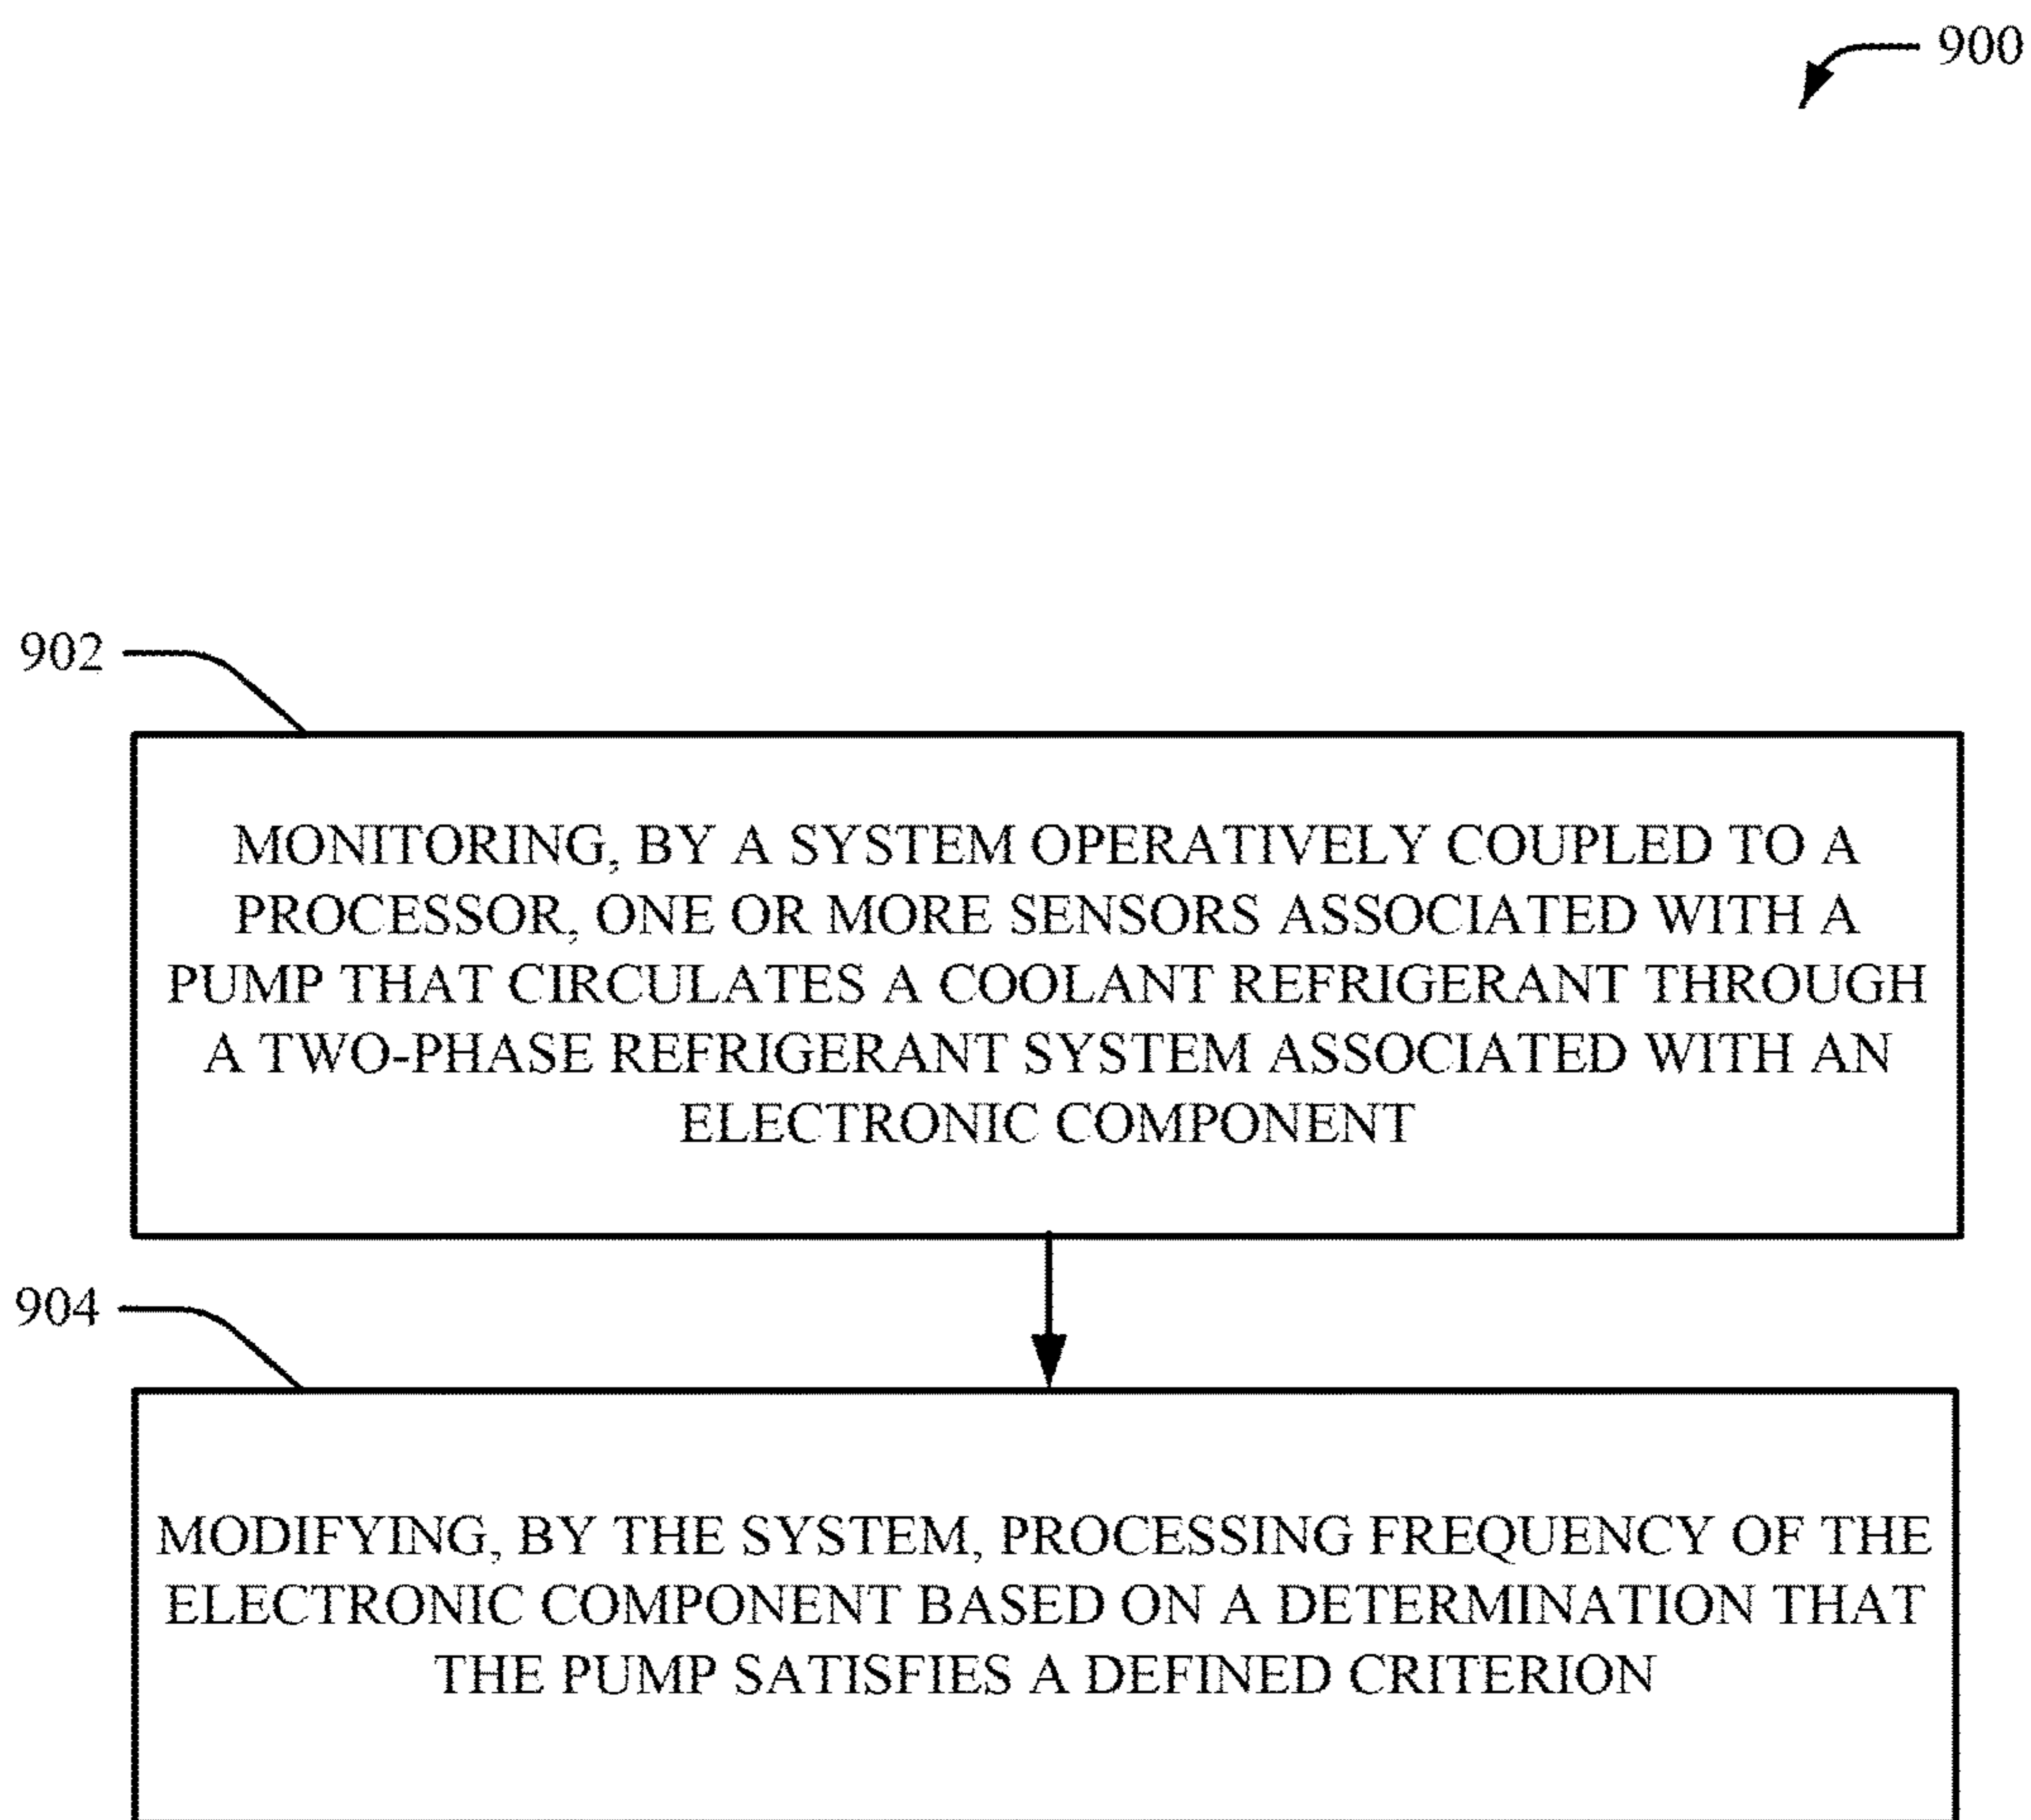 900
902
MONITORING, BY A SYSTEM OPERATIVELY COUPLED TO A
PROCESSOR, ONE OR MORE SENSORS ASSOCIATED WITH A
PUMP THAT CIRCULATES A COOLANT REFRIGERANT THROUGH
A TWO-PHASE REFRIGERANT SYSTEM ASSOCIATED WITH AN
ELECTRONIC COMPONENT
904
MODIFYING, BY THE SYSTEM, PROCESSING FREQUENCY OF THE
ELECTRONIC COMPONENT BASED ON A DETERMINATION THAT
THE PUMP SATISFIES A DEFINED CRITERION